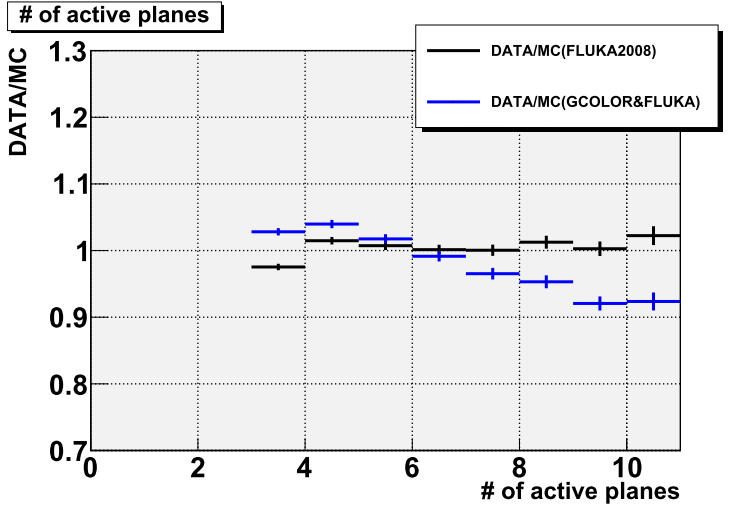 # of active planes
DATA/MC
1.3
1.2
1.1
1
0.9
0.8
0.7
DATA/MC(FLUKA2008)
DATA/MC(GCOLOR&FLUKA)
0 2 4 6 8 10
# of active planes